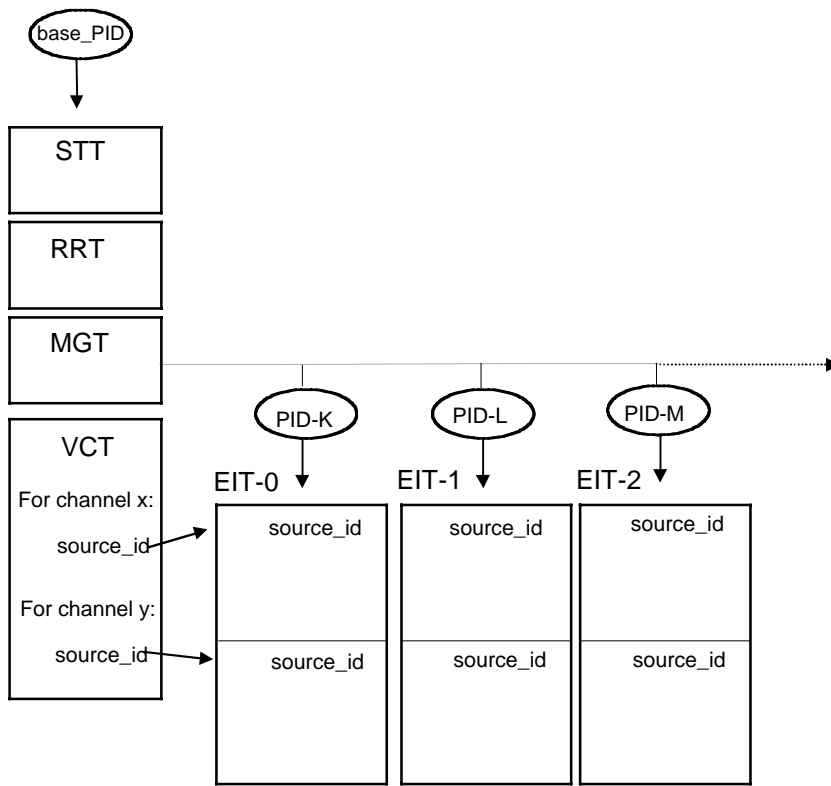 base_PID
STT
RRT
MGT
PID-K
PID-L
PID-M
VCT
For channel x:
source_id
For channel y:
source_id
EIT-0
EIT-1
EIT-2
source_id
source_id
source_id
source_id
source_id
source_id